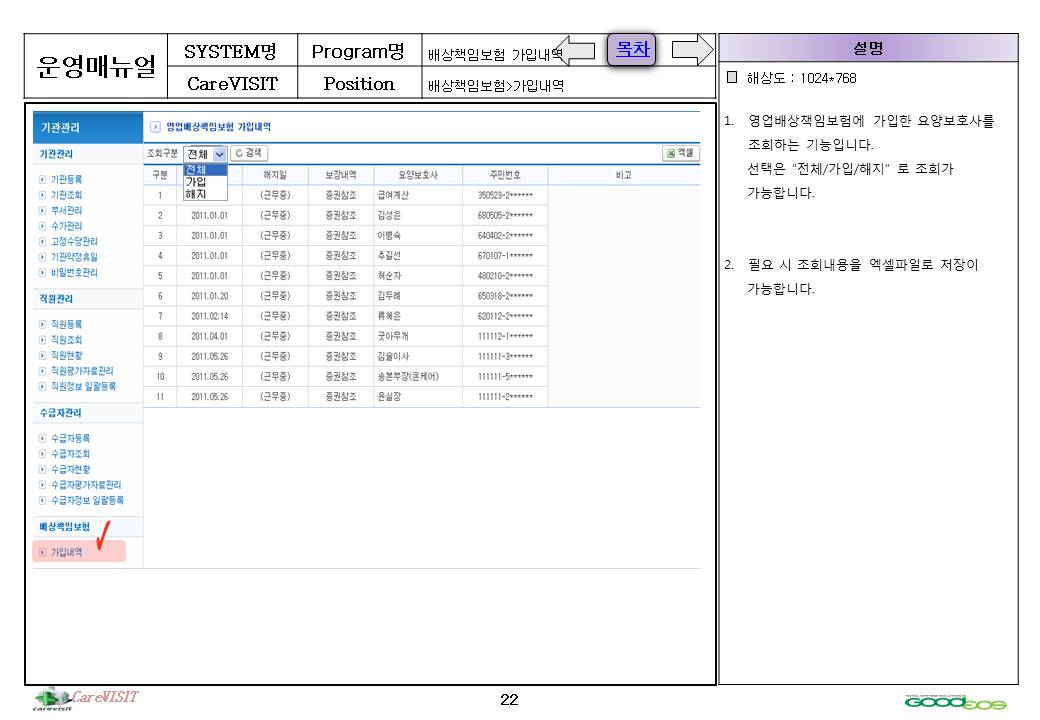 운영매뉴얼
SYSTEM명
Program명
배상책임보험 가입내역
목차
CareVISIT
Position
배상책임보험>가입내역
설명
해상도 : 1024*768
1. 영업배상책임보험에 가입한 요양보호사를
조회하는 기능입니다.
선택은 "전체/가입/해지" 로 조회가
가능합니다.
2. 필요 시 조회내용을 엑셀파일로 저장이
가능합니다.
기관관리
기관관리
기관등록
기관조회
부서관리
수가관리
고정수당관리
기관약정휴일
비밀번호관리
직원관리
직원등록
직원조회
직원현황
직원평가자료관리
직원정보 일괄등록
수급자관리
수급자등록
수급자조회
수급자현황
수급자평가자료관리
수급자정보 일괄등록
배상책임보험
가입내역
영업배상책임보험 가입내역
조회구분 전체 검색 엑셀
전체
가입
해지
구분 해지일 보장내역 요양보호사 주민번호 비고
1 (근무중) 증권참조 급여계산 350523-2******
2 2011.01.01 (근무중) 증권참조 김성은 680505-2******
3 2011.01.01 (근무중) 증권참조 이병숙 640402-2******
4 2011.01.01 (근무중) 증권참조 추길선 670107-1******
5 2011.01.01 (근무중) 증권참조 허순자 480210-2******
6 2011.01.20 (근무중) 증권참조 김두례 650318-2******
7 2011.02.14 (근무중) 증권참조 류혜은 620112-2******
8 2011.04.01 (근무중) 증권참조 굿아무개 111112-1******
9 2011.05.26 (근무중) 증권참조 김술이사 111111-3******
10 2011.05.26 (근무중) 증권참조 송본부장(온케어) 111111-5******
11 2011.05.26 (근무중) 증권참조 윤실장 111111-2******
carevisit
CareVISIT
22
TOTAL SYSTEM SOLUTIONS
GOODEOS